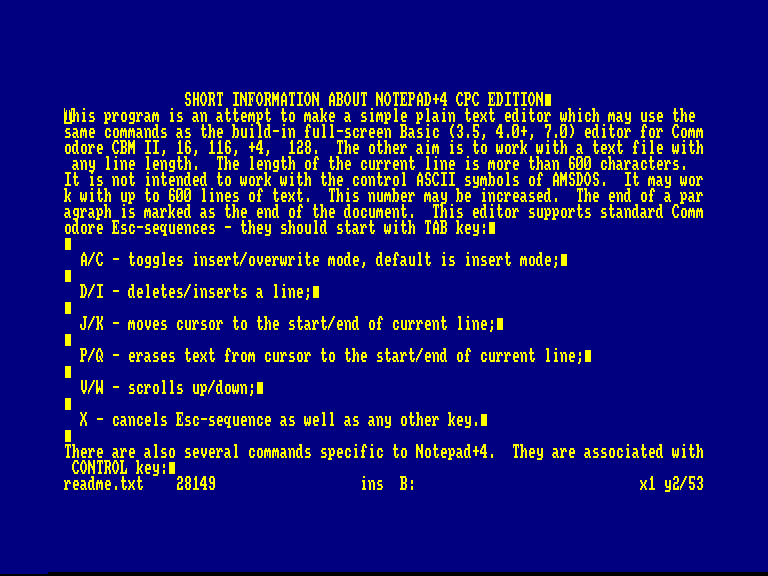 SHORT INFORMATION ABOUT NOTEPAD+4 CPC EDITION
This program is an attempt to make a simple plain text editor which may use the
same commands as the build-in full-screen Basic (3.5, 4.0+, 7.0) editor for Comm
odore CBM II, 16, 116, +4,  128.  The other aim is to work with a text file with
 any line length.  The length of the current line is more than 600 characters.
It is not intended to work with the control ASCII symbols of AMSDOS.  It may wor
k with up to 600 lines of text.  This number may be increased.  The end of a par
agraph is marked as the end of the document.  This editor supports standard Comm
odore Esc-sequences - they should start with TAB key:
A/C - toggles insert/overwrite mode, default is insert mode;
D/I - deletes/inserts a line;
J/K - moves cursor to the start/end of current line;
P/Q - erases text from cursor to the start/end of current line;
V/W - scrolls up/down;
X - cancels Esc-sequence as well as any other key.
There are also several commands specific to Notepad+4.  They are associated with
 CONTROL key:
readme.txt    28149                  ins  B:                            x1 y2/53